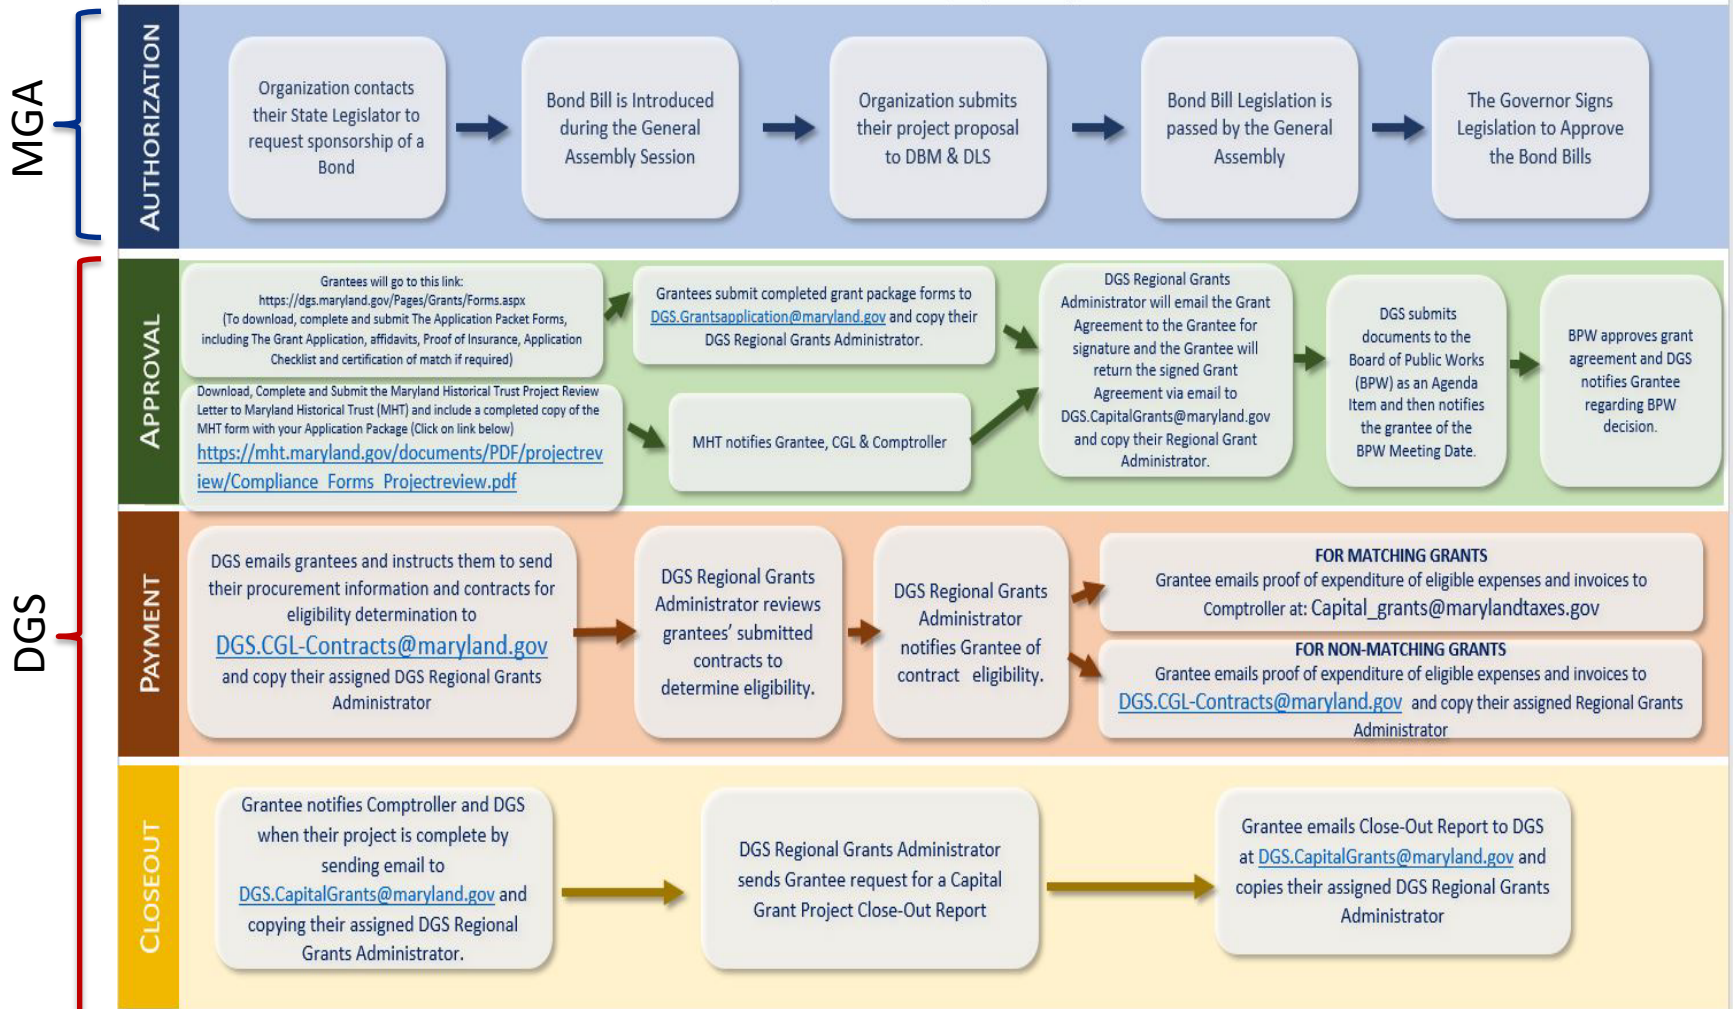 MGA
AUTHORIZATION
Organization contacts
their State Legislator to
request sponsorship of a
Bond
Bond Bill is Introduced
during the General
Assembly Session
Organization submits
their project proposal
to DBM & DLS
Bond Bill Legislation is
passed by the General
Assembly
The Governor Signs
Legislation to Approve
the Bond Bills
DGS
APPROVAL
Grantees will go to this link:
https://dgs.maryland.gov/Pages/Grants/Forms.aspx
(To download, complete and submit The Application Packet Forms,
including The Grant Application, affidavits, Proof of Insurance, Application
Checklist and certification of match if required)
Grantees submit completed grant package forms to
DGS.Grantsapplication@maryland.gov and copy their
DGS Regional Grants Administrator.
Download, Complete and Submit the Maryland Historical Trust Project Review
Letter to Maryland Historical Trust (MHT) and include a completed copy of the
MHT form with your Application Package (Click on link below)
https://mht.maryland.gov/documents/PDF/projectrev
iew/Compliance_Forms_Projectreview.pdf
MHT notifies Grantee, CGL & Comptroller
DGS Regional Grants
Administrator will email the Grant
Agreement to the Grantee for
signature and the Grantee will
return the signed Grant
Agreement via email to
DGS.CapitalGrants@maryland.gov
and copy their Regional Grant
Administrator.
DGS submits
documents to the
Board of Public Works
(BPW) as an Agenda
Item and then notifies
the grantee of the
BPW Meeting Date.
BPW approves grant
agreement and DGS
notifies Grantee
regarding BPW
decision.
PAYMENT
DGS emails grantees and instructs them to send
their procurement information and contracts for
eligibility determination to
DGS.CGL-Contracts@maryland.gov
and copy their assigned DGS Regional Grants
Administrator
DGS Regional Grants
Administrator reviews
grantees' submitted
contracts to
determine eligibility.
DGS Regional Grants
Administrator
notifies Grantee of
contract eligibility.
FOR MATCHING GRANTS
Grantee emails proof of expenditure of eligible expenses and invoices to
Comptroller at: Capital_grants@marylandtaxes.gov
FOR NON-MATCHING GRANTS
Grantee emails proof of expenditure of eligible expenses and invoices to
DGS.CGL-Contracts@maryland.gov and copy their assigned Regional Grants
Administrator
CLOSEOUT
Grantee notifies Comptroller and DGS
when their project is complete by
sending email to
DGS.CapitalGrants@maryland.gov and
copying their assigned DGS Regional
Grants Administrator.
DGS Regional Grants Administrator
sends Grantee request for a Capital
Grant Project Close-Out Report
Grantee emails Close-Out Report to DGS
at DGS.CapitalGrants@maryland.gov and
copies their assigned DGS Regional Grants
Administrator